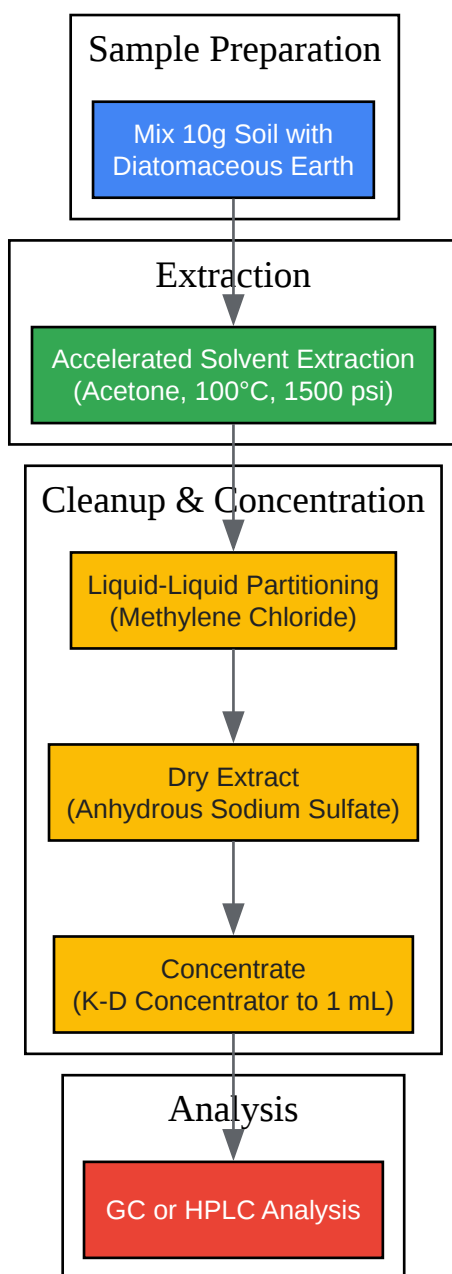 Sample Preparation
Mix 10g Soil with
Diatomaceous Earth
Extraction
Accelerated Solvent Extraction
(Acetone, 100°C, 1500 psi)
Cleanup & Concentration
Liquid-Liquid Partitioning
(Methylene Chloride)
Dry Extract
(Anhydrous Sodium Sulfate)
Concentrate
(K-D Concentrator to 1 mL)
Analysis
GC or HPLC Analysis